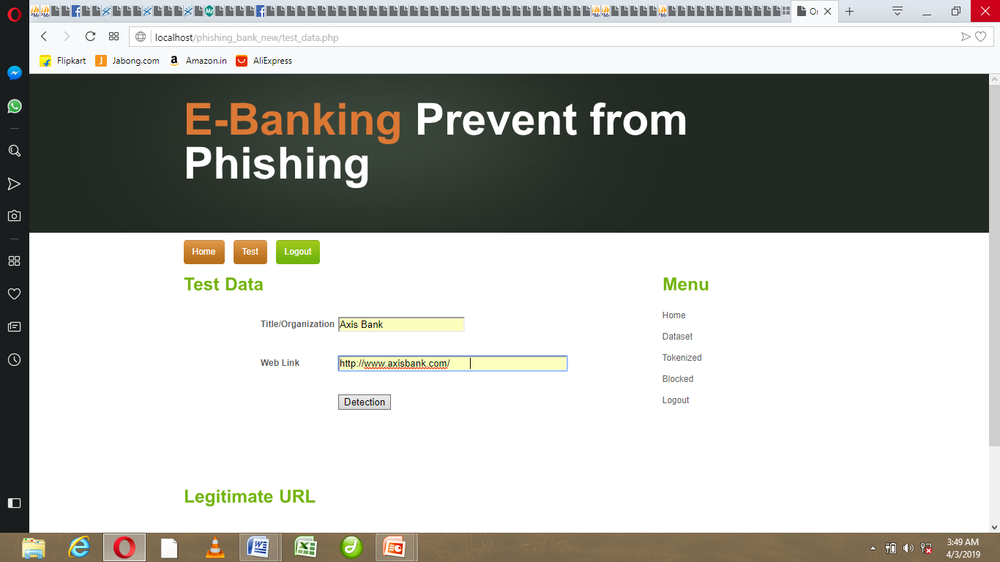 Or
localhost/phishing_bank_new/test_data.php
Flipkart
Jabong.com
Amazon.in
AliExpress
E-Banking Prevent from
Phishing
Home
Test
Logout
Test Data
Menu
Title/Organization
Axis Bank
Web Link
http://www.axisbank.com/
Detection
Home
Dataset
Tokenized
Blocked
Logout
Legitimate URL
3:49 AM
4/3/2019